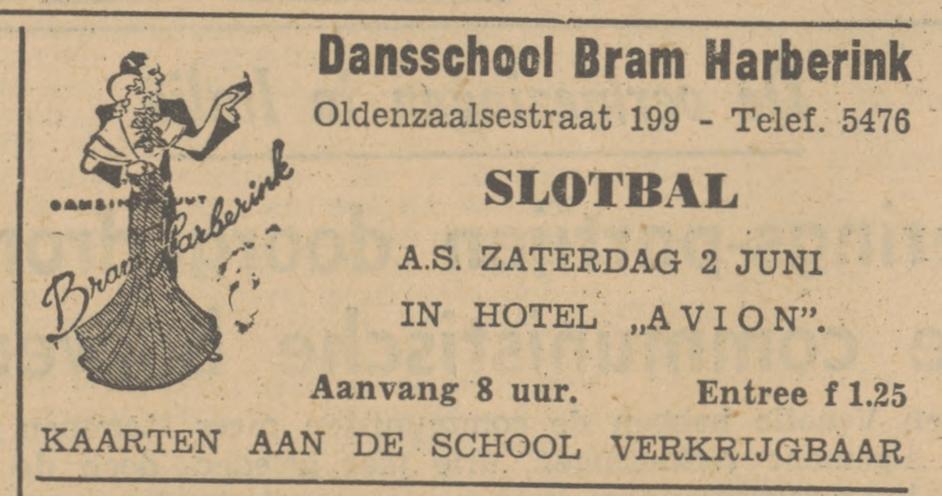 Dansschool Bram Harberink
Oldenzaalsestraat 199 - Telef. 5476
SLOTBAL
A.S. ZATERDAG 2 JUNI
IN HOTEL „AVION”.
Aanvang 8 uur. Entree f 1.25
KAARTEN AAN DE SCHOOL VERKRIJGBAAR
Bram Harberink